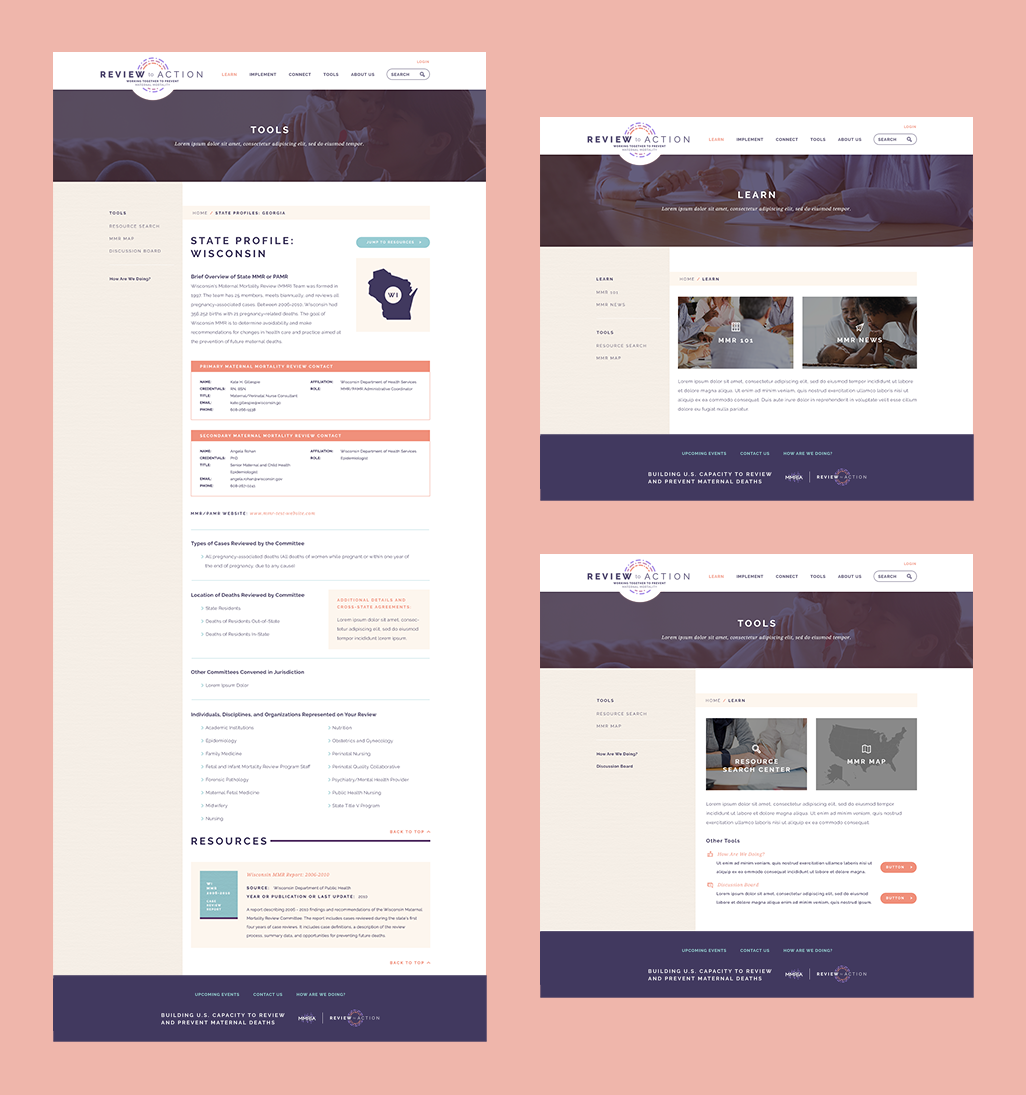 LOGIN
REVIEW to ACTION
WORKING TOGETHER TO PREVENT
MATERNAL MORTALITY
LEARN IMPLEMENT CONNECT TOOLS ABOUT US SEARCH
TOOLS
Lorem ipsum dolor sit amet, consectetur adipiscing elit, sed do eiusmod tempor.
TOOLS
RESOURCE SEARCH
MMR MAP
DISCUSSION BOARD
How Are We Doing?
HOME / STATE PROFILES: GEORGIA
STATE PROFILE:
WISCONSIN
JUMP TO RESOURCES
WI
Brief Overview of State MMR or PAMR
Wisconsin's Maternal Mortality Review (MMR) Team was formed in
1997. The team has 25 members, meets biannually, and reviews all
pregnancy-associated cases. Between 2006-2010, Wisconsin had
356,252 births with 21 pregnancy-related deaths. The goal of
Wisconsin MMR is to determine availability and make
recommendations for changes in health care and practice aimed at
the prevention of future maternal deaths.
PRIMARY MATERNAL MORTALITY REVIEW CONTACT
NAME: Kate H. Gillespie AFFILIATION: Wisconsin Department of Health Services
CREDENTIALS: RN, BSN, ROLE: MMR/IMMR Administrative Coordinator
TITLE: Maternal/Perinatal Nurse Consultant
EMAIL:
PHONE:
SECONDARY MATERNAL MORTALITY REVIEW CONTACT
NAME: Angela Rohan AFFILIATION: Wisconsin Department of Health Services
CREDENTIALS: PhD ROLE: Epidemiologist
TITLE: Senior Maternal and Child Health
Epidemiologist
EMAIL: angela.rohan@wisconsin.gov
PHONE:
MMR/PAMR WEBSITE:
Types of Cases Reviewed by the Committee
All pregnancy-associated deaths (All deaths of women while pregnant or within one year of
the end of pregnancy, due to any cause)
Location of Deaths Reviewed by Committee
State Residents
Deaths of Residents Out-of-State
Deaths of Residents In-State
ADDITIONAL DETAILS AND
CROSS-STATE AGREEMENTS:
Lorem ipsum dolor sit amet, conse-
tetur adipiscing elit, sed do eiusmod
tempor incididunt lorem ipsum.
Other Committees Convened in Jurisdiction
Lorem Ipsum Dolor
Individuals, Disciplines, and Organizations Represented on Your Review
Academic Institutions
Epidemiology
Family Medicine
Fetal and Infant Mortality Review Program Staff
Forensic Pathology
Maternal Fetal Medicine
Midwifery
Nursing
Nutrition
Obstetrics and Gynecology
Perinatal Nursing
Perinatal Quality Collaborative
Psychiatry/Mental Health Provider
Public Health Nursing
State Title V Program
BACK TO TOP
RESOURCES
WI
MMR
2006-2010
CASE
REVIEW
REPORT
Wisconsin MMR Report: 2006-2010
SOURCE: Wisconsin Department of Public Health
YEAR OR PUBLICATION OR LAST UPDATE:
A report describing 2006 - 2010 findings and recommendations of the Wisconsin Maternal
Mortality Review Committee. The report includes cases reviewed during the state's first
four years of case reviews. It includes case definitions, a description of the review
process, summary data, and opportunities for preventing future deaths.
BACK TO TOP
UPCOMING EVENTS CONTACT US HOW ARE WE DOING?
BUILDING U.S. CAPACITY TO REVIEW
AND PREVENT MATERNAL DEATHS
MMRIA REVIEW to ACTION
LOGIN
REVIEW to ACTION
WORKING TOGETHER TO PREVENT
MATERNAL MORTALITY
LEARN IMPLEMENT CONNECT TOOLS ABOUT US SEARCH
LEARN
Lorem ipsum dolor sit amet, consectetur adipiscing elit, sed do eiusmod tempor.
LEARN
MMR 101
MMR NEWS
TOOLS
RESOURCE SEARCH
MMR MAP
HOME / LEARN
MMR 101
MMR NEWS
Lorem ipsum dolor sit amet, consectetur adipiscing elit, sed do eiusmod tempor incididunt ut labore
et dolore magna aliqua. Ut enim ad minim veniam, quis nostrud exercitation ullamco laboris nisi ut
aliquip ex ea commodo consequat. Duis aute irure dolor in reprehenderit in voluptate velit esse cillum
dolore eu fugiat nulla pariatur.
UPCOMING EVENTS CONTACT US HOW ARE WE DOING?
BUILDING U.S. CAPACITY TO REVIEW
AND PREVENT MATERNAL DEATHS
MMRIA REVIEW to ACTION
LOGIN
REVIEW to ACTION
WORKING TOGETHER TO PREVENT
MATERNAL MORTALITY
LEARN IMPLEMENT CONNECT TOOLS ABOUT US SEARCH
TOOLS
Lorem ipsum dolor sit amet, consectetur adipiscing elit, sed do eiusmod tempor.
TOOLS
RESOURCE SEARCH
MMR MAP
How Are We Doing?
Discussion Board
HOME / LEARN
RESOURCE
SEARCH CENTER
MMR MAP
Lorem ipsum dolor sit amet, consectetur adipiscing elit, sed do eiusmod tempor
incididunt ut labore et dolore magna aliqua. Ut enim ad minim veniam, quis nostrud
exercitation ullamco laboris nisi ut aliquip ex ea commodo consequat.
Other Tools
How Are We Doing?
Ut enim ad minim veniam, quis nostrud exercitation ullamco laboris nisi ut
aliquip ex ea commodo consequat incididunt ut labore et dolore magna.
BUTTON
Discussion Board
Lorem ipsum dolor sit amet, consectetur adipiscing elit, sed do eiusmod
tempor incididunt ut labore et dolore magna aliqua. Ut enim ad minim veniam.
BUTTON
UPCOMING EVENTS CONTACT US HOW ARE WE DOING?
BUILDING U.S. CAPACITY TO REVIEW
AND PREVENT MATERNAL DEATHS
MMRIA REVIEW to ACTION